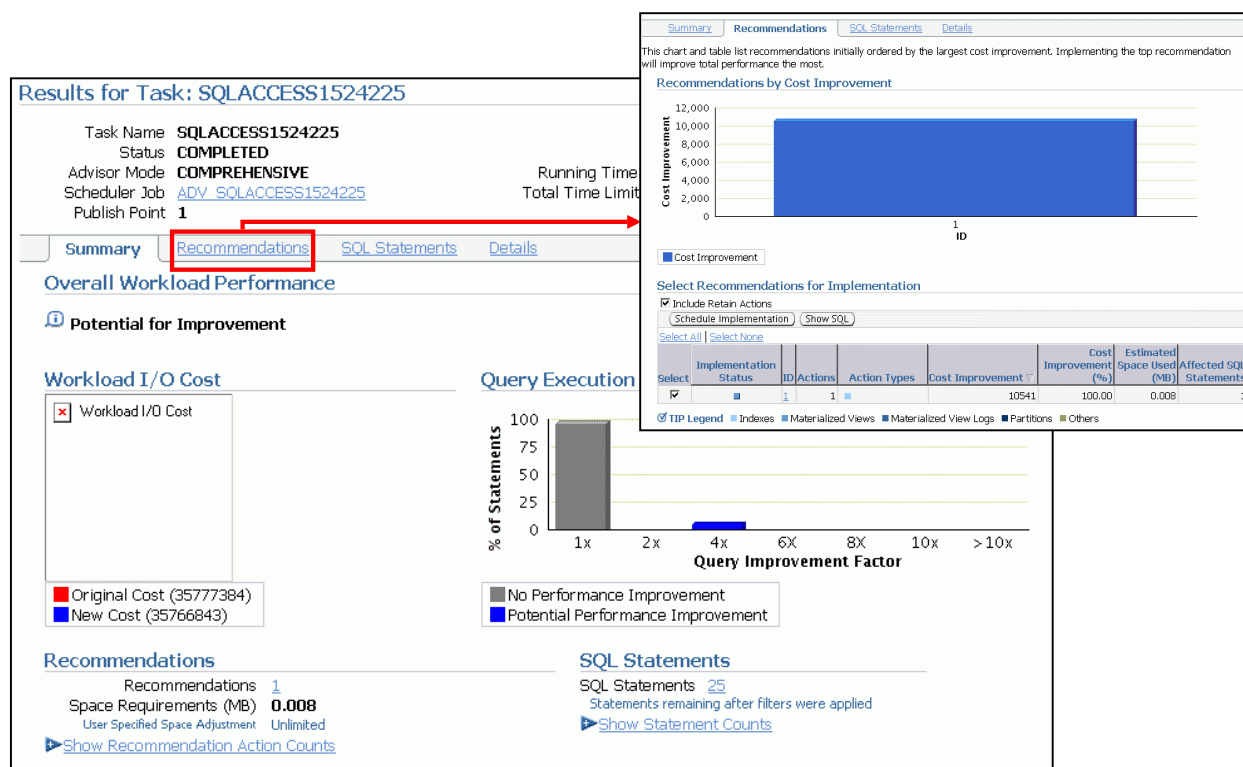 Results for Task: SQLACCESS1524225
Task Name SQLACCESS1524225
Status COMPLETED
Advisor Mode COMPREHENSIVE
Scheduler Job ADV_SQLACCESS1524225
Publish Point 1
Running Time
Total Time Limit
Summary Recommendations SQL Statements Details
Overall Workload Performance
Potential for Improvement
Workload I/O Cost
Workload I/O Cost
Original Cost (35777384)
New Cost (35766843)
Query Execution
% of Statements
100
75
50
25
0
1x 2x 4x 6X 8X 10x >10x
Query Improvement Factor
No Performance Improvement
Potential Performance Improvement
Recommendations
Recommendations 1
Space Requirements (MB) 0.008
User Specified Space Adjustment Unlimited
Show Recommendation Action Counts
SQL Statements
SQL Statements 25
Statements remaining after filters were applied
Show Statement Counts
Summary Recommendations SQL Statements Details
This chart and table list recommendations initially ordered by the largest cost improvement. Implementing the top recommendation
will improve total performance the most.
Recommendations by Cost Improvement
Cost Improvement
12,000
10,000
8,000
6,000
4,000
2,000
0
1
ID
Cost Improvement
Select Recommendations for Implementation
Include Retain Actions
Schedule Implementation Show SQL
Select All | Select None
Select Implementation Status ID Actions Action Types Cost Improvement Cost Improvement (%) Estimated Space Used (MB) Affected SQL Statements
1 1 10541 100.00 0.008
TIP Legend Indexes Materialized Views Materialized View Logs Partitions Others